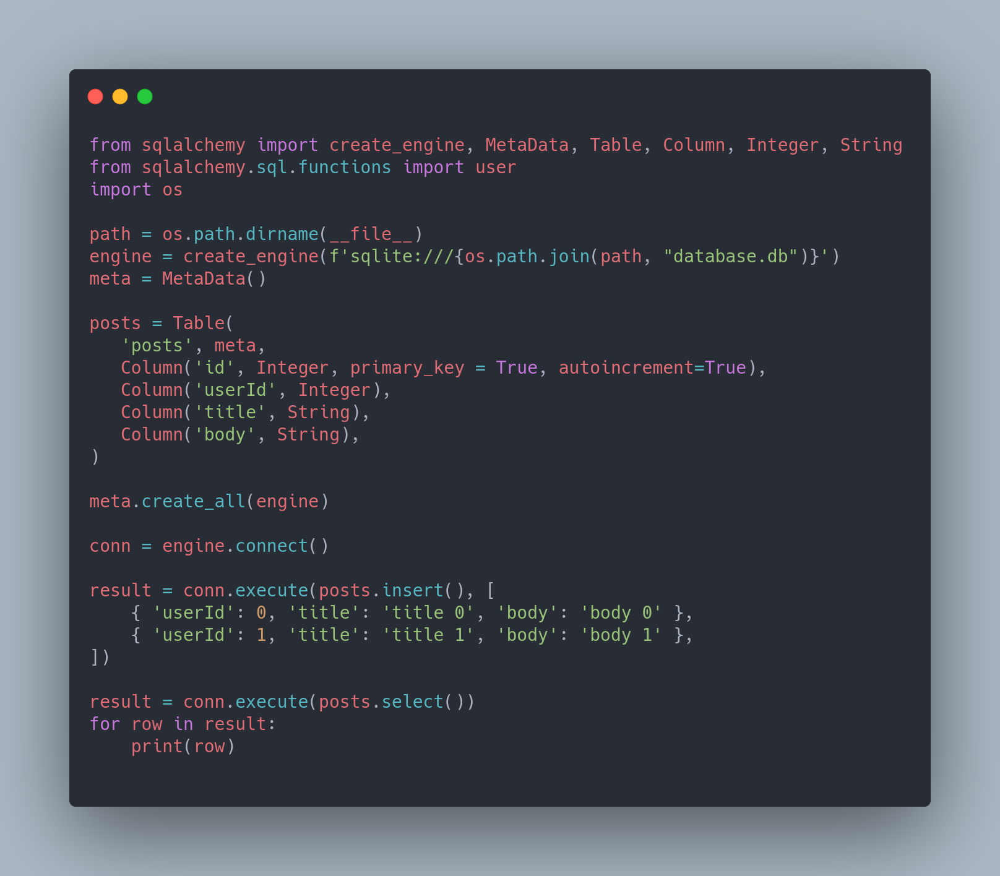 from sqlalchemy import create_engine, MetaData, Table, Column, Integer, String
from sqlalchemy.sql.functions import user
import os

path = os.path.dirname(__file__)
engine = create_engine(f'sqlite:///{os.path.join(path, "database.db")}')
meta = MetaData()

posts = Table(
   'posts', meta,
   Column('id', Integer, primary_key = True, autoincrement=True),
   Column('userId', Integer),
   Column('title', String),
   Column('body', String),
)

meta.create_all(engine)

conn = engine.connect()

result = conn.execute(posts.insert(), [
    { 'userId': 0, 'title': 'title 0', 'body': 'body 0' },
    { 'userId': 1, 'title': 'title 1', 'body': 'body 1' },
])

result = conn.execute(posts.select())
for row in result:
    print(row)